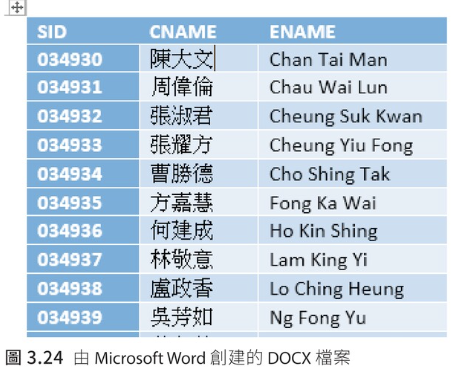 SID CNAME ENAME
034930 陳大文 Chan Tai Man
034931 周偉倫 Chau Wai Lun
034932 張淑君 Cheung Suk Kwan
034933 張耀方 Cheung Yiu Fong
034934 曹勝德 Cho Shing Tak
034935 方嘉慧 Fong Ka Wai
034936 何建成 Ho Kin Shing
034937 林敬意 Lam King Yi
034938 盧政香 Lo Ching Heung
034939 吳芳如 Ng Fong Yu
圖 3.24 由 Microsoft Word 創建的 DOCX 檔案